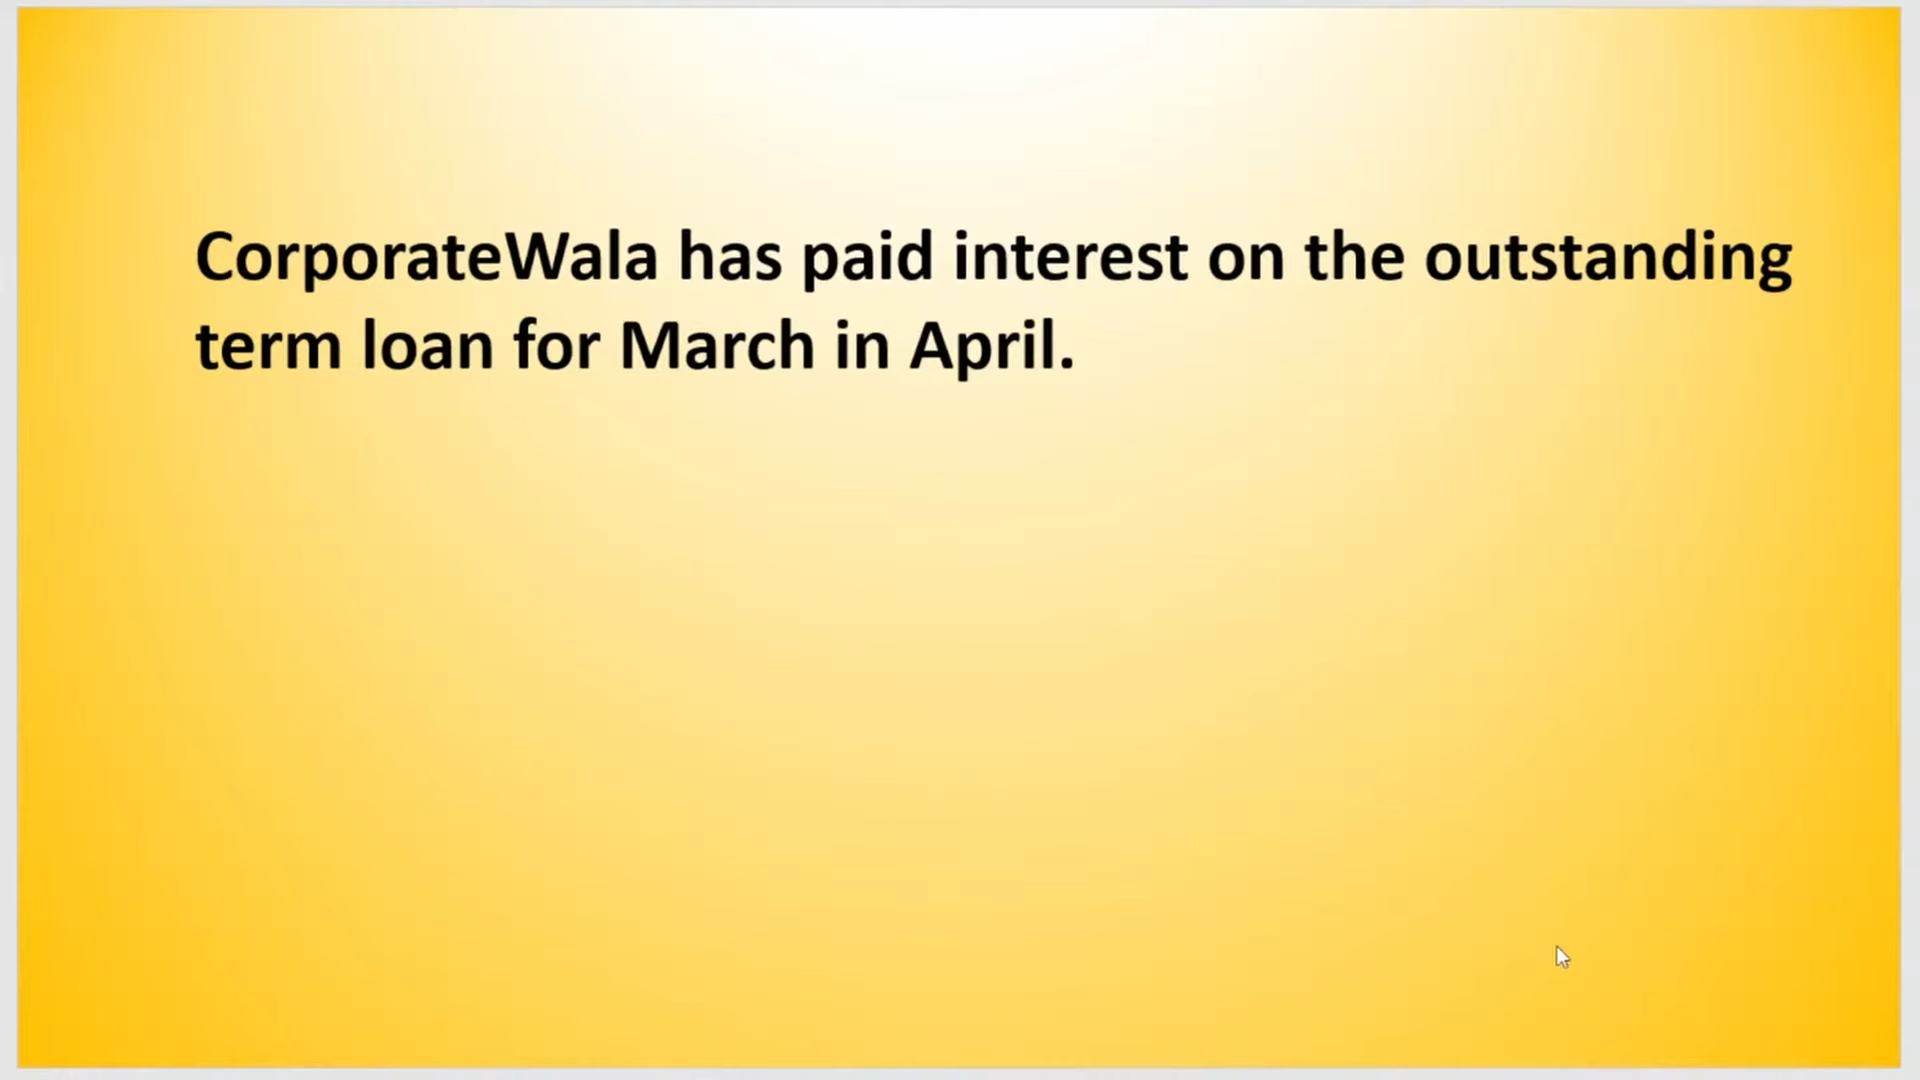 CorporateWala has paid interest on the outstanding
term loan for March in April.